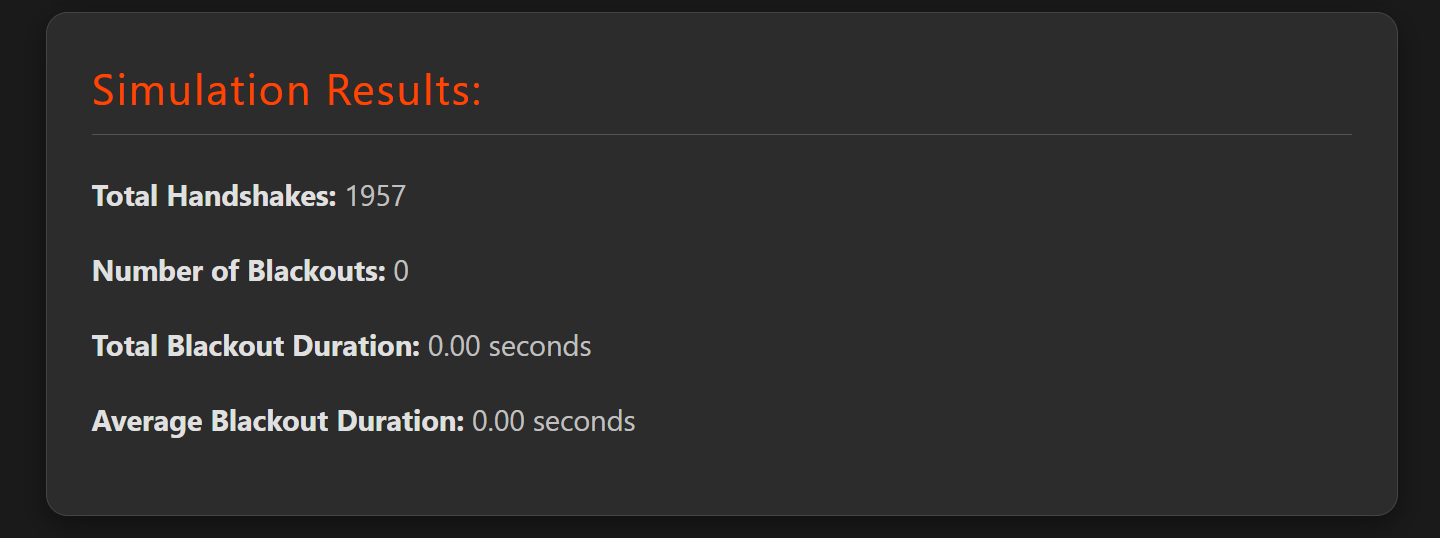 Simulation Results:
Total Handshakes: 1957
Number of Blackouts: 0
Total Blackout Duration: 0.00 seconds
Average Blackout Duration: 0.00 seconds